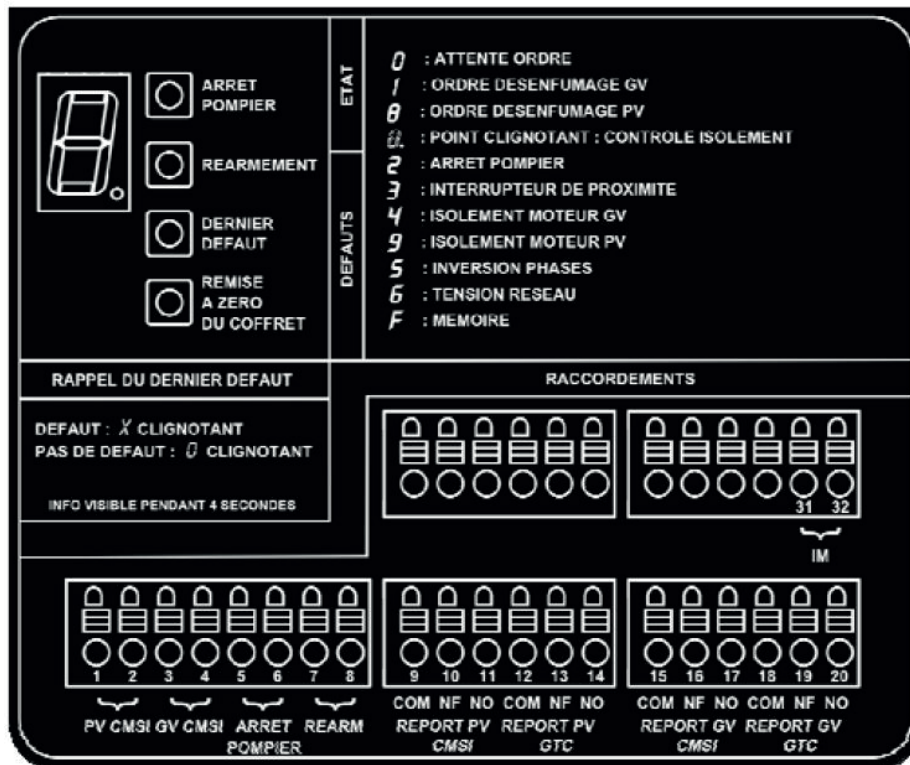 ARRET
POMPIER
REARMEMENT
DERNIER
DEFAUT
REMISE
A ZERO
DU COFFRET
ETAT
DEFAUTS
0 : ATTENTE ORDRE
1 : ORDRE DESENFUMAGE GV
8 : ORDRE DESENFUMAGE PV
0. : POINT CLIGNOTANT : CONTROLE ISOLEMENT
2 : ARRET POMPIER
3 : INTERRUPTEUR DE PROXIMITE
4 : ISOLEMENT MOTEUR GV
9 : ISOLEMENT MOTEUR PV
5 : INVERSION PHASES
6 : TENSION RESEAU
F : MEMOIRE
RAPPEL DU DERNIER DEFAUT
DEFAUT : X CLIGNOTANT
PAS DE DEFAUT : 0 CLIGNOTANT
INFO VISIBLE PENDANT 4 SECONDES
RACCORDEMENTS
31 32
IM
1 2 3 4 5 6 7 8
PV CMSI GV CMSI ARRET REARM
POMPIER
9 10 11 12 13 14
COM NF NO COM NF NO
REPORT PV REPORT PV
CMSI GTC
15 16 17 18 19 20
COM NF NO COM NF NO
REPORT GV REPORT GV
CMSI GTC